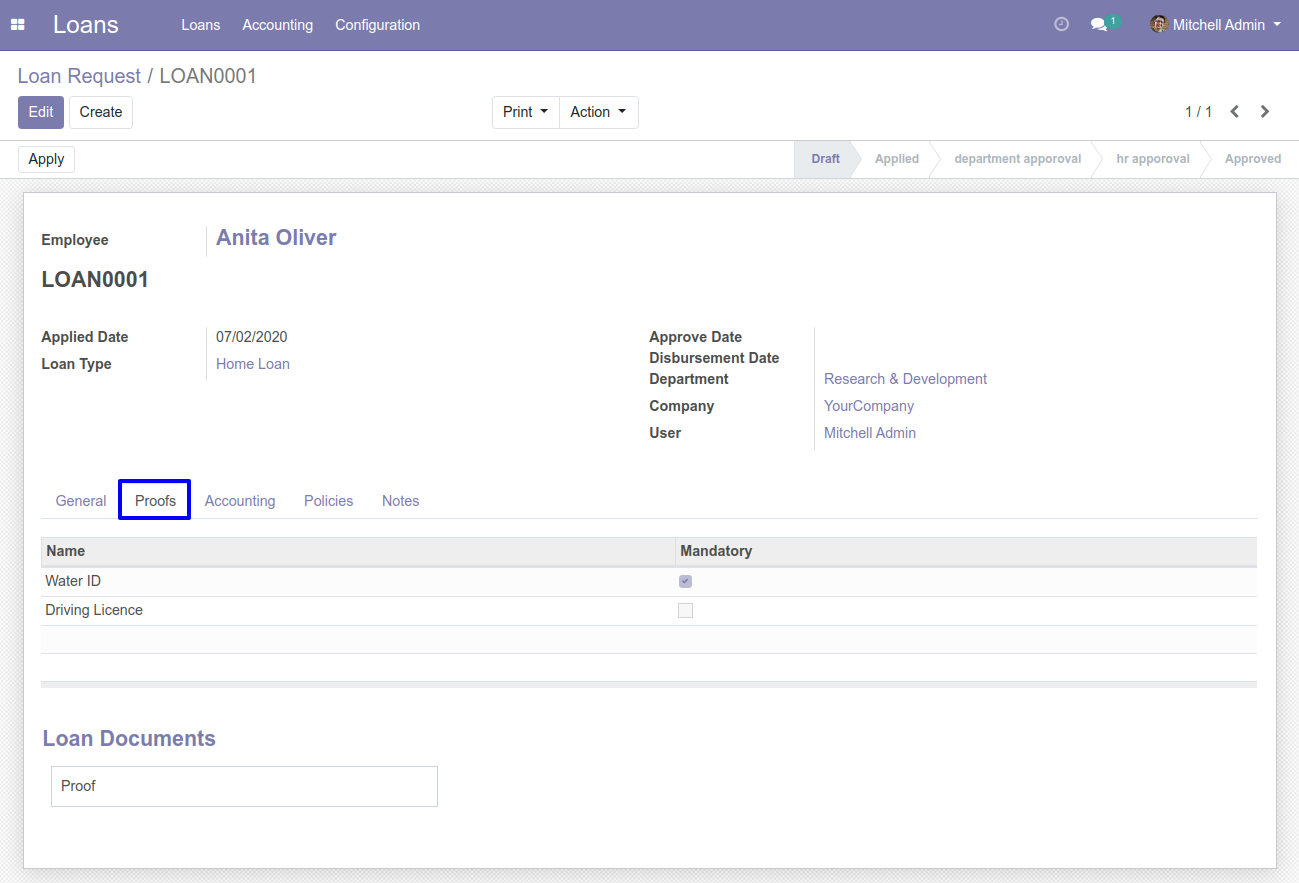 Loans Loans Accounting Configuration 1 Mitchell Admin
Loan Request / LOAN0001
Edit Create Print Action 1 / 1
Apply Draft Applied department apporoval hr apporoval Approved
Employee Anita Oliver
LOAN0001
Applied Date 07/02/2020 Approve Date
Disbursement Date
Loan Type Home Loan
Department Research & Development
Company YourCompany
User Mitchell Admin
General Proofs Accounting Policies Notes
Name Mandatory
Water ID
Driving Licence
Loan Documents
Proof